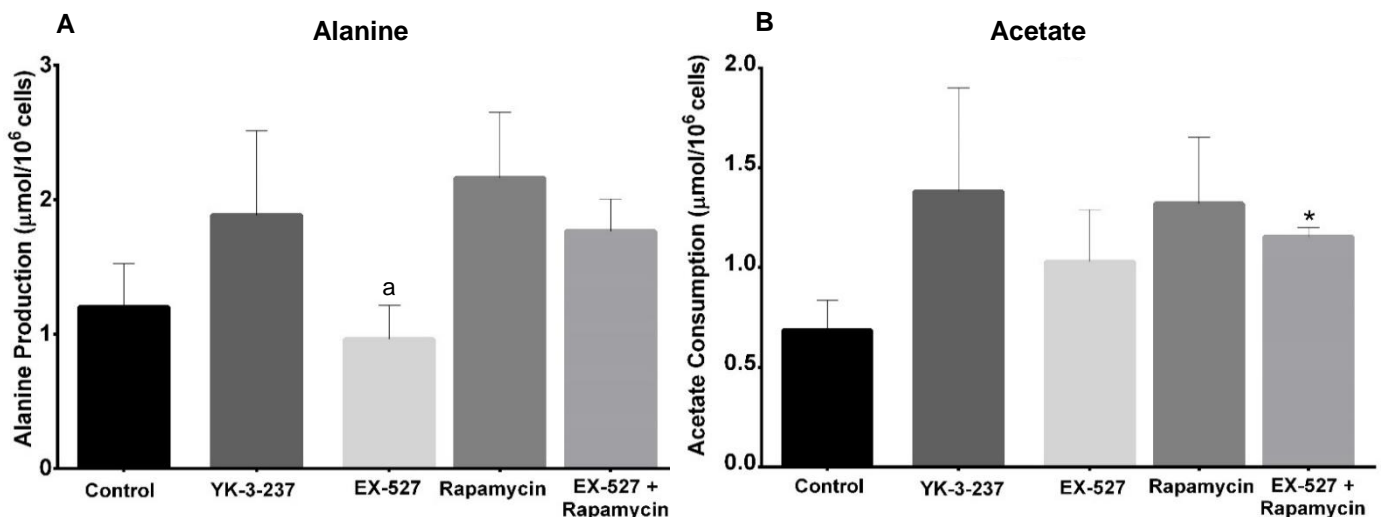 A
Alanine
Alanine Production (μmol/10⁶ cells)
3
2
1
0
a
Control
YK-3-237
EX-527
Rapamycin
EX-527 +
Rapamycin
B
Acetate
Acetate Consumption (μmol/10⁶ cells)
2.0
1.5
1.0
0.5
0.0
*
Control
YK-3-237
EX-527
Rapamycin
EX-527 +
Rapamycin